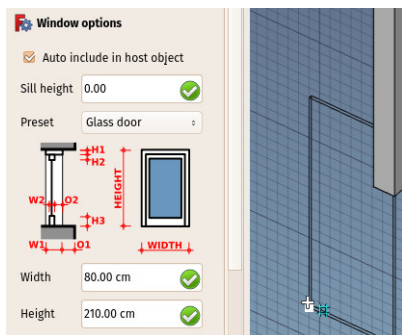 Window options
Auto include in host object
Sill height 0.00
Preset Glass door
H1
H2
W2 O2
HEIGHT
H3
W1 O1 WIDTH
Width 80.00 cm
Height 210.00 cm